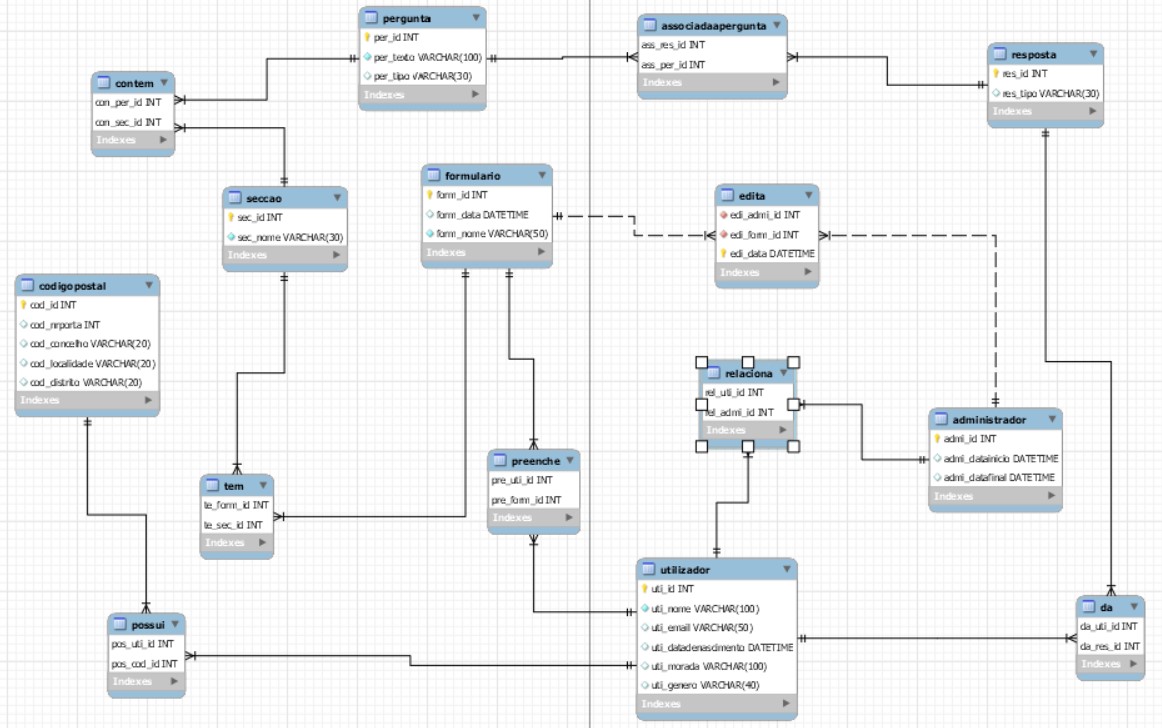 pergunta
per_id INT
per_texto VARCHAR(100)
per_tipo VARCHAR(30)
Indexes
associadaapergunta
ass_res_id INT
ass_per_id INT
Indexes
resposta
res_id INT
res_tipo VARCHAR(30)
Indexes
contem
con_per_id INT
con_sec_id INT
Indexes
seccao
sec_id INT
sec_nome VARCHAR(30)
Indexes
formulario
form_id INT
form_data DATETIME
form_nome VARCHAR(50)
Indexes
edita
edi_admi_id INT
edi_form_id INT
edi_data DATETIME
Indexes
codigopostal
cod_id INT
cod_nrporta INT
cod_concelho VARCHAR(20)
cod_localidade VARCHAR(20)
cod_distrito VARCHAR(20)
Indexes
relaciona
rel_uti_id INT
rel_admi_id INT
Indexes
administrador
admi_id INT
admi_datainicio DATETIME
admi_datafinal DATETIME
Indexes
tem
te_form_id INT
te_sec_id INT
Indexes
preenche
pre_uti_id INT
pre_form_id INT
Indexes
utilizador
uti_id INT
uti_nome VARCHAR(100)
uti_email VARCHAR(50)
uti_datadenascimento DATETIME
uti_morada VARCHAR(100)
uti_genero VARCHAR(40)
Indexes
possui
pos_uti_id INT
pos_cod_id INT
Indexes
da
da_uti_id INT
da_res_id INT
Indexes